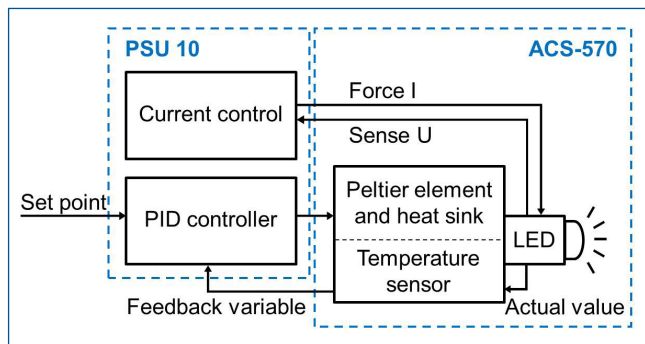 PSU 10
ACS-570
Current control
Force I
Sense U
Set point
PID controller
Peltier element
and heat sink
LED
Temperature
sensor
Feedback variable
Actual value